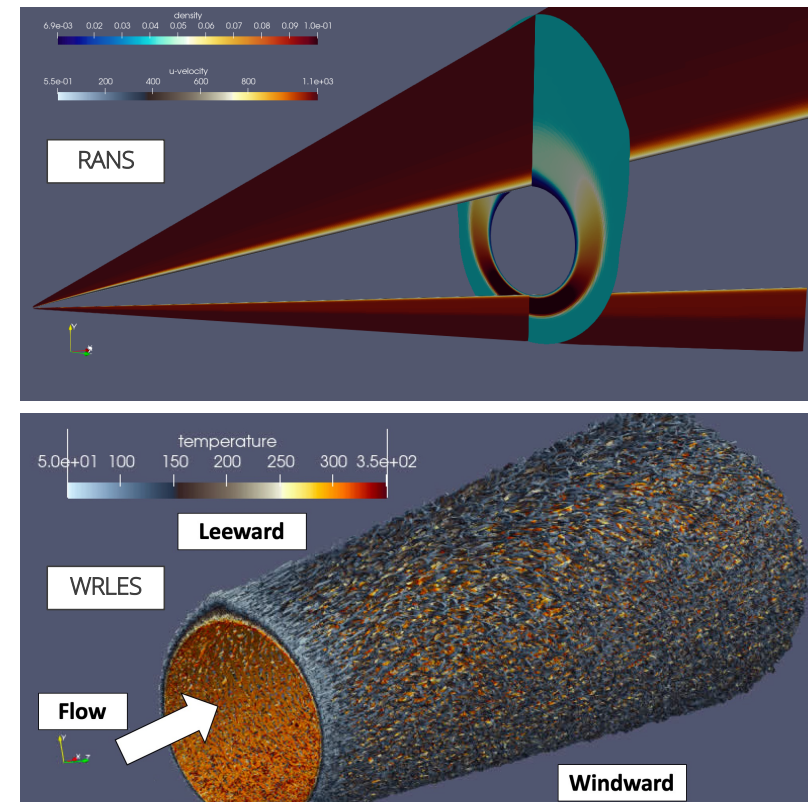 density
6.9e-03 0.02 0.03 0.04 0.05 0.06 0.07 0.08 0.09 1.0e-01
u-velocity
5.5e-01 200 400 600 800 1.1e+03
RANS
Y
temperature
5.0e+01 100 150 200 250 300 3.5e+02
Leeward
WRLES
Flow
Y
X Z
Windward